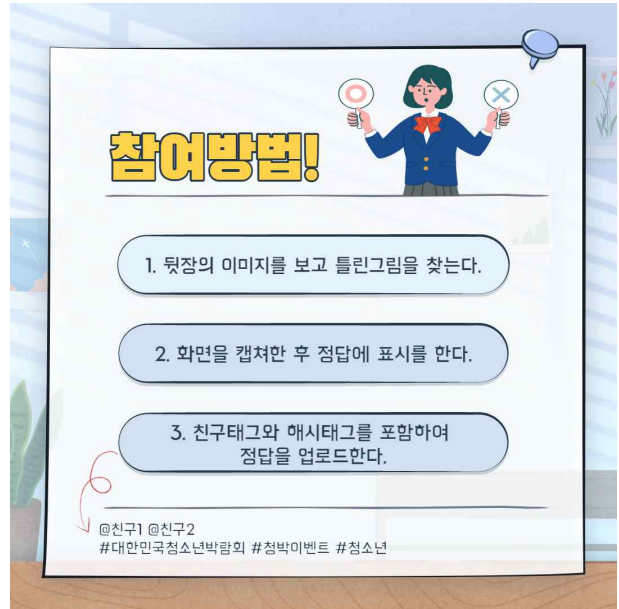 참여방법!
1. 뒷장의 이미지를 보고 틀린그림을 찾는다.
2. 화면을 캡쳐한 후 정답에 표시를 한다.
3. 친구태그와 해시태그를 포함하여
정답을 업로드한다.
@친구1 @친구2
#대한민국청소년박람회 #청박이벤트 #청소년